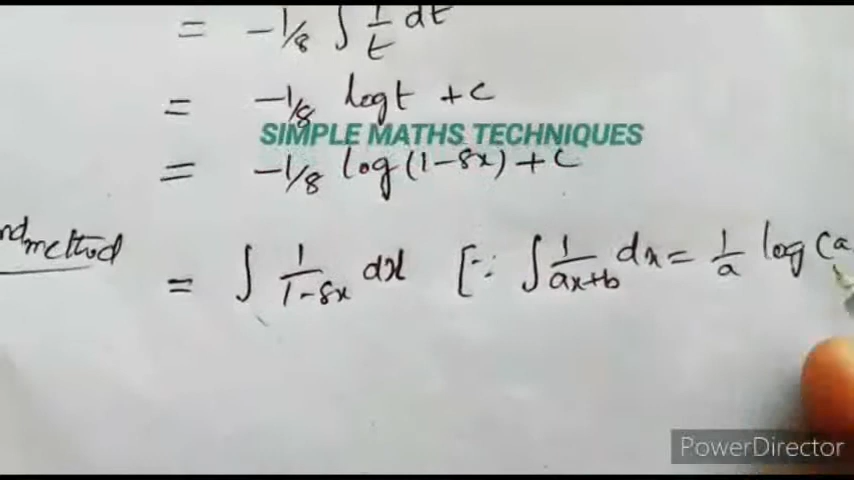 = -1/8 ∫ 1/t dt
= -1/8 log t + c
SIMPLE MATHS TECHNIQUES
= -1/8 log (1-8x) + c
nd method
= ∫ 1/1-8x dx [∵ ∫ 1/ax+b dx = 1/a log (a
PowerDirector